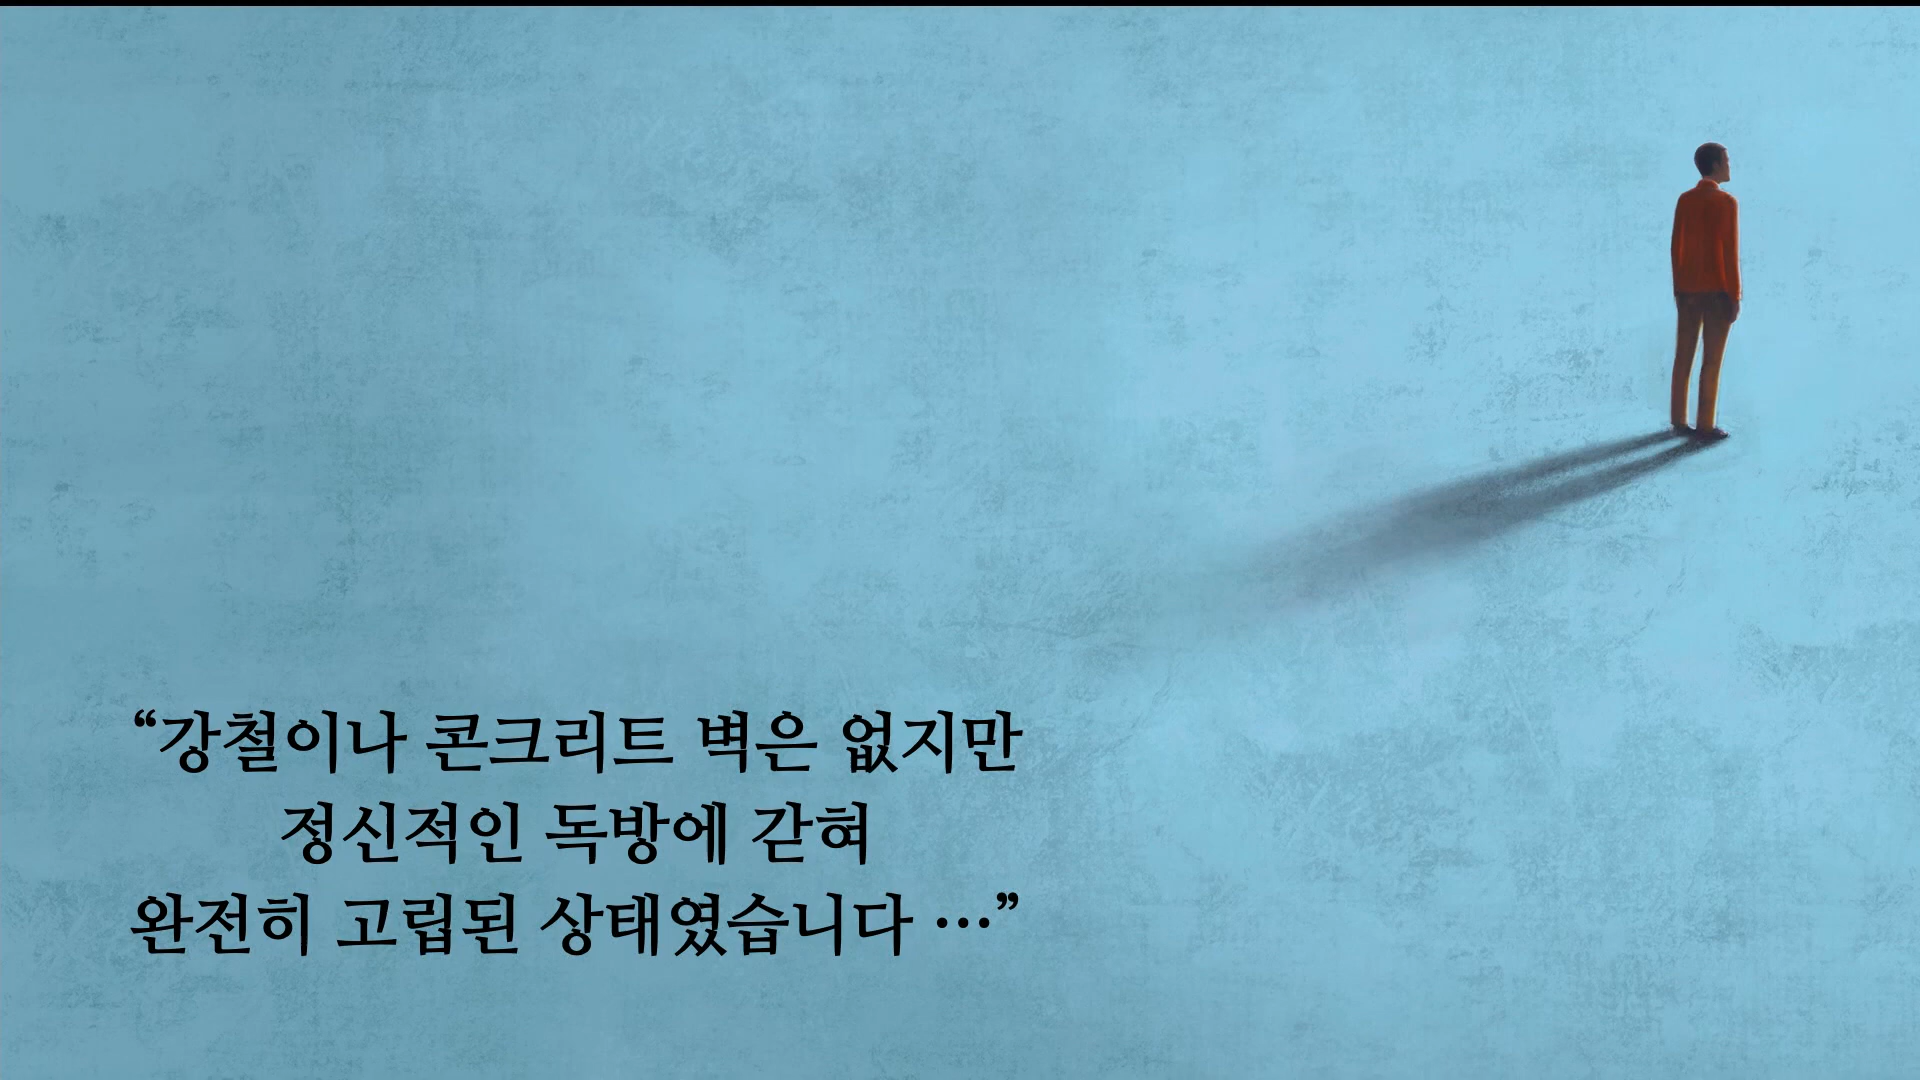 “강철이나 콘크리트 벽은 없지만
정신적인 독방에 갇혀
완전히 고립된 상태였습니다 …”